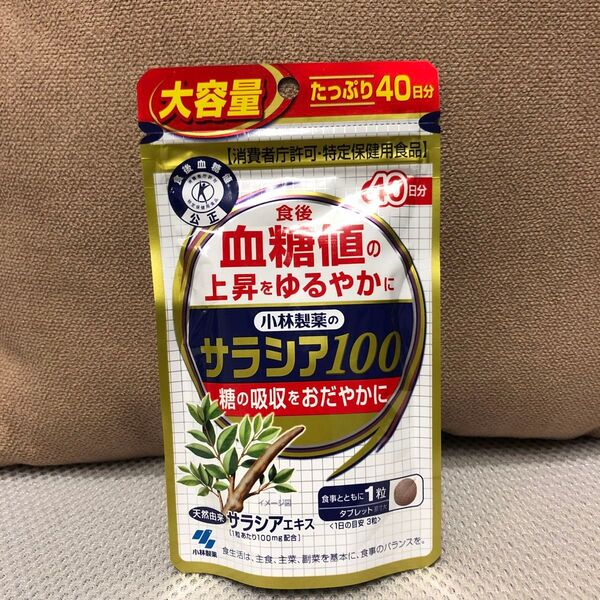 大容量
たっぷり40日分
【消費者庁許可・特定保健用食品】
40日分
食後
血糖値の
上昇をゆるやかに
小林製薬の
サラシア100
糖の吸収をおだやかに
イメージ図
天然由来 サラシアエキス
[1粒あたり100mg配合]
食事とともに1粒
タブレット
<1日の目安 3粒>
小林製薬
食生活は、主食、主菜、副菜を基本に、食事のバランスを。